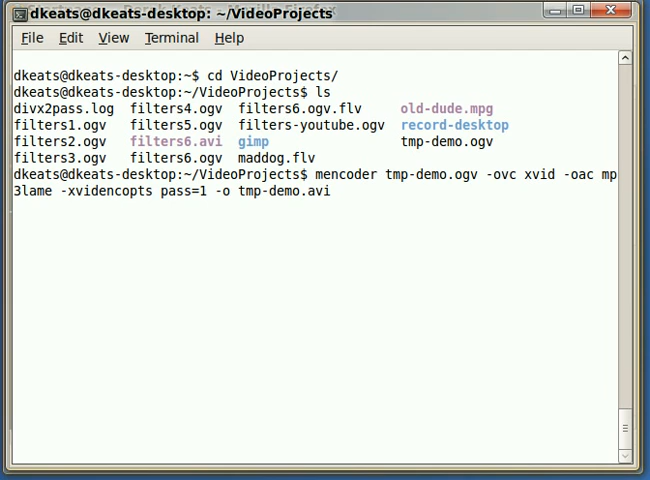 dkeats@dkeats-desktop: ~/VideoProjects
File Edit View Terminal Help
dkeats@dkeats-desktop:~$ cd VideoProjects/
dkeats@dkeats-desktop:~/VideoProjects$ ls
divx2pass.log filters4.ogv filters6.ogv.flv old-dude.mpg
filters1.ogv filters5.ogv filters-youtube.ogv record-desktop
filters2.ogv filters6.avi gimp tmp-demo.ogv
filters3.ogv filters6.ogv maddog.flv
dkeats@dkeats-desktop:~/VideoProjects$ mencoder tmp-demo.ogv -ovc xvid -oac mp
3lame -xvidencopts pass=1 -o tmp-demo.avi